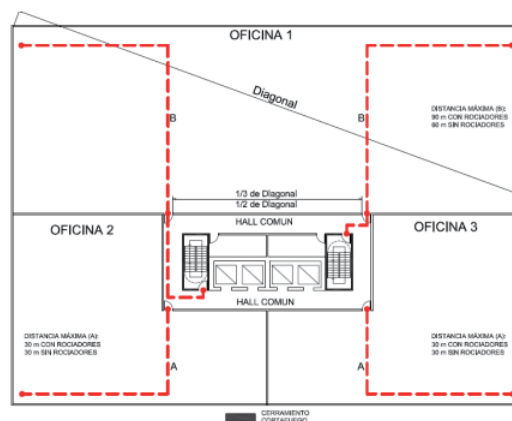 OFICINA 1
Diagonal
B
B
DISTANCIA MÁXIMA (B):
90 m CON ROCIADORES
60 m SIN ROCIADORES
1/3 de Diagonal
1/2 de Diagonal
HALL COMUN
OFICINA 2
OFICINA 3
HALL COMUN
DISTANCIA MÁXIMA (A):
30 m CON ROCIADORES
30 m SIN ROCIADORES
DISTANCIA MÁXIMA (A):
30 m CON ROCIADORES
30 m SIN ROCIADORES
A
A
CERRAMIENTO
CORTAFUEGO